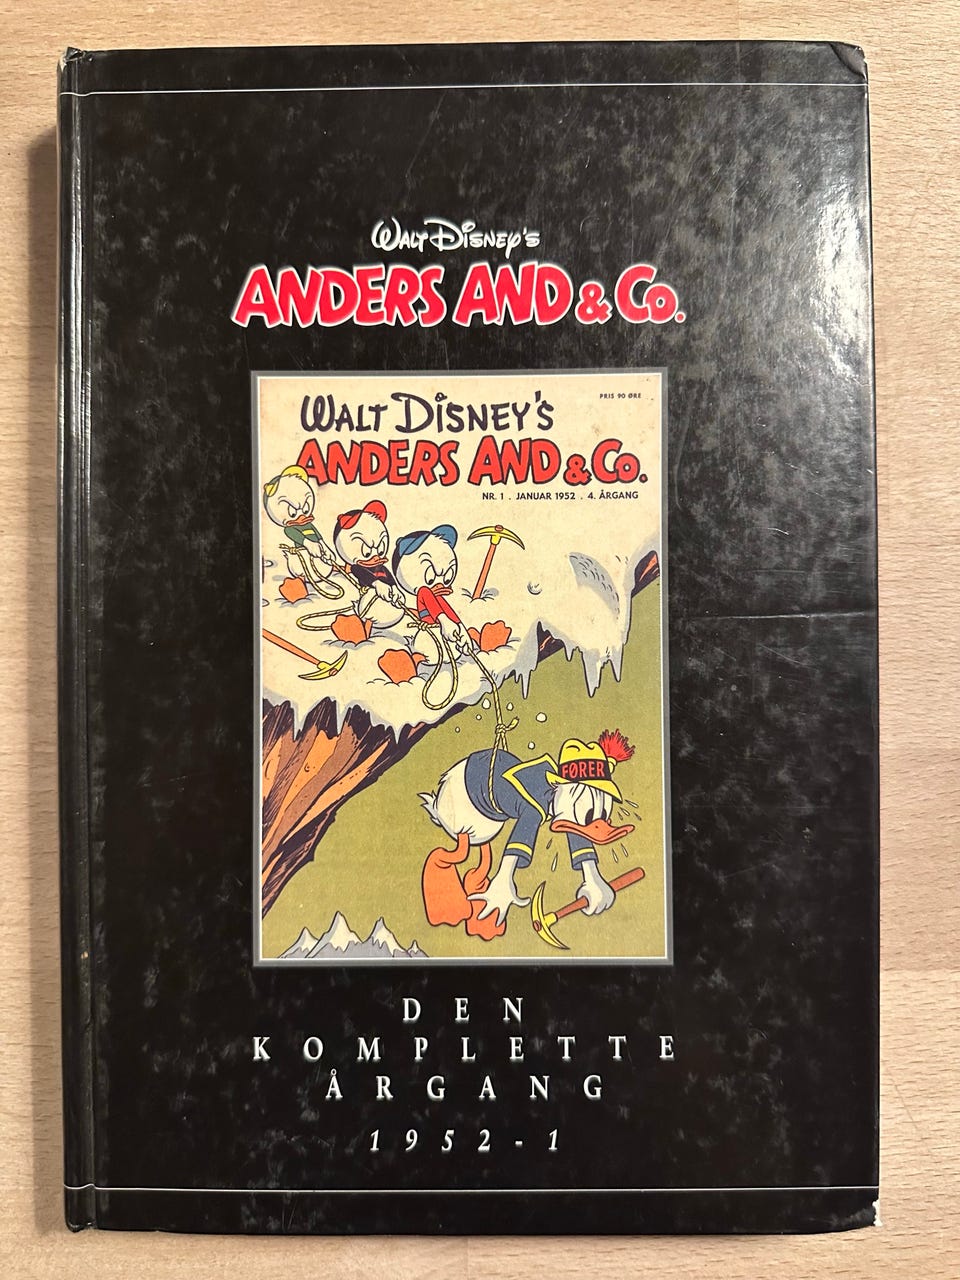 WALT DISNEY'S
ANDERS AND & Co.
PRIS 90 ØRE
WALT DISNEY'S
ANDERS AND & Co.
NR. 1 . JANUAR 1952 . 4. ÅRGANG
FØRER
DEN
KOMPLETTE
ÅRGANG
1952-1